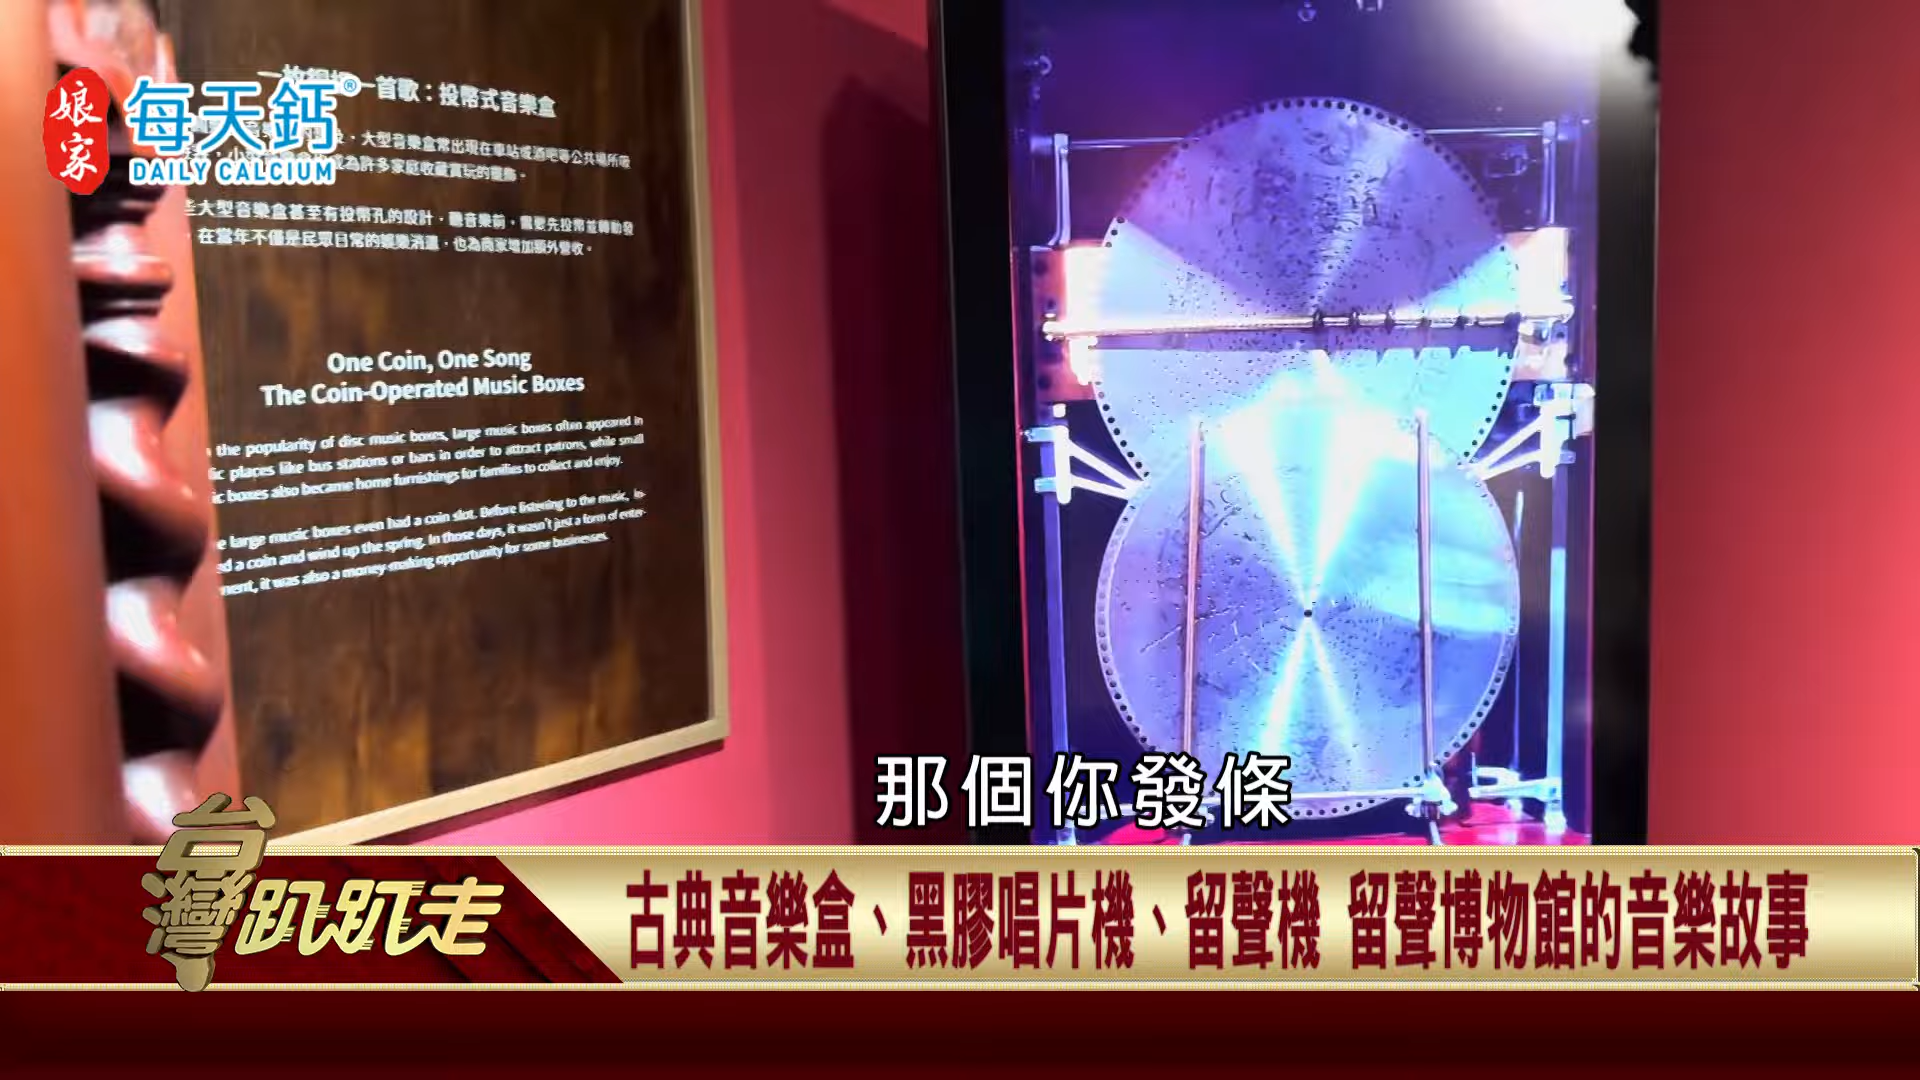 娘家
每天鈣®
DAILY CALCIUM
一首歌：投幣式音樂盒
大型音樂盒常出現在車站或酒吧等公共場所吸
成為許多家庭收藏賞玩的擺飾。
些大型音樂盒甚至有投幣孔的設計，聽音樂前，需要先投幣並轉動發
，在當年不僅是民眾日常的娛樂消遣，也為商家增加額外營收。
One Coin, One Song
The Coin-Operated Music Boxes
the popularity of disc music boxes, large music boxes often appeared in
ic places like bus stations or bars in order to attract patrons, while small
ic boxes also became home furnishings for families to collect and enjoy.
e large music boxes even had a coin slot. Before listening to the music,
ed a coin and wind up the spring. In those days, it wasn't just a form of enter-
ment, it was also a money-making opportunity for some businesses.
那個你發條
台灣趴趴走
古典音樂盒、黑膠唱片機、留聲機 留聲博物館的音樂故事